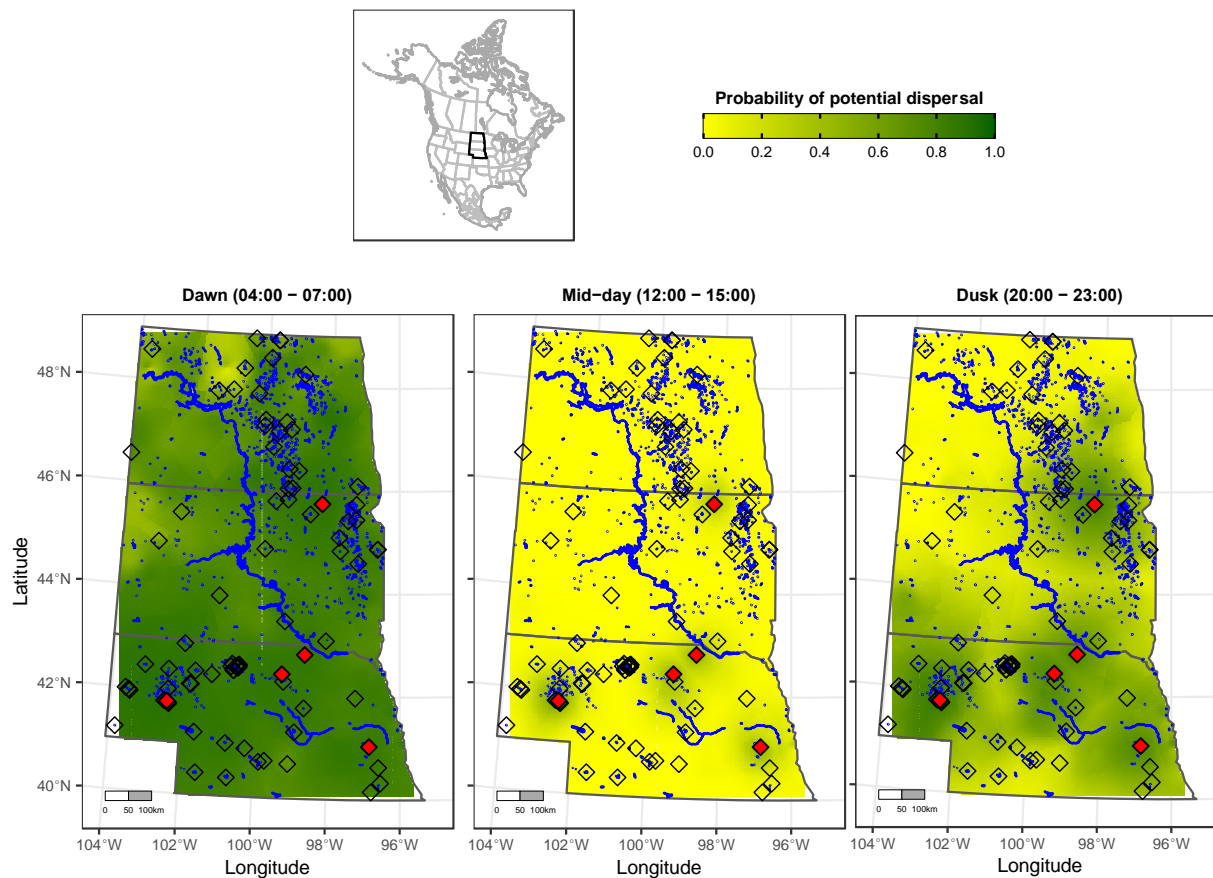 Probability of potential dispersal
0.0 0.2 0.4 0.6 0.8 1.0
Dawn (04:00 − 07:00)
Mid−day (12:00 − 15:00)
Dusk (20:00 − 23:00)
Latitude
48°N
46°N
44°N
42°N
40°N
0 50 100km
0 50 100km
0 50 100km
104°W 102°W 100°W 98°W 96°W
104°W 102°W 100°W 98°W 96°W
104°W 102°W 100°W 98°W 96°W
Longitude
Longitude
Longitude